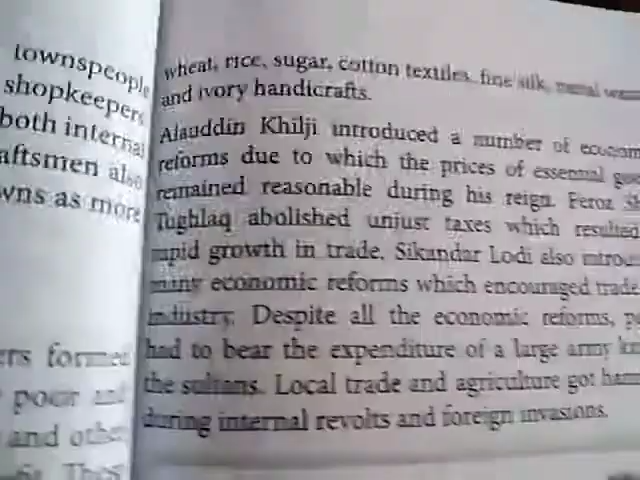 townspeople
shopkeepers
both internal
aftsmen also
wns as more
ers formed
poor and
and othe
wheat, rice, sugar, cotton textiles, fine silk, metal
and ivory handicrafts.
Alauddin Khilji introduced a number of econom
reforms due to which the prices of essential goo
remained reasonable during his reign. Feroz Sh
Tughlaq abolished unjust taxes which resulted
rapid growth in trade. Sikandar Lodi also introdu
many economic reforms which encouraged trade
industry. Despite all the economic reforms, pe
had to bear the expenditure of a large army
the sultans. Local trade and agriculture got ham
during internal revolts and foreign invasions.